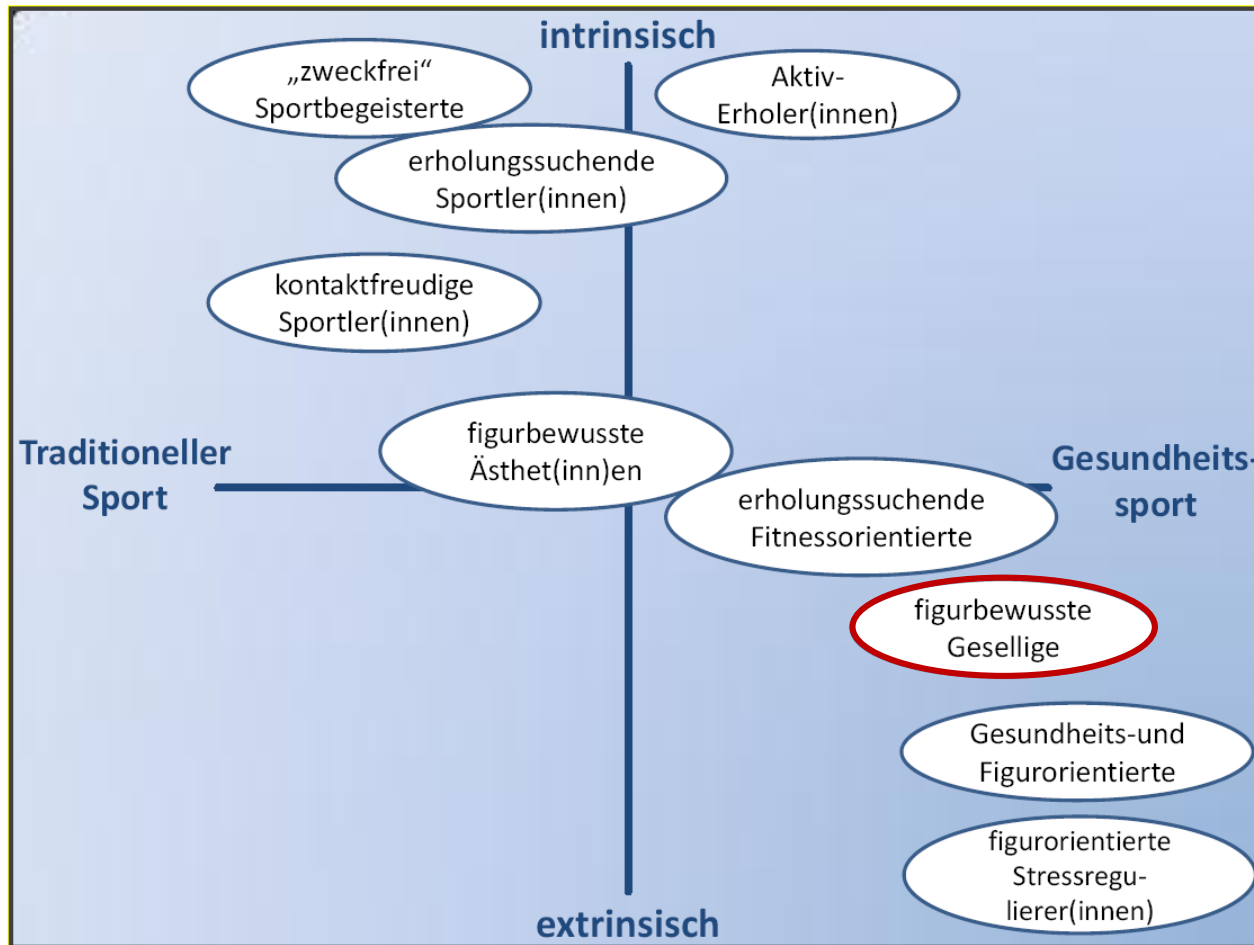 intrinsisch
„zweckfrei“
Sportbegeisterte
Aktiv-
Erholer(innen)
erholungssuchende
Sportler(innen)
kontaktfreudige
Sportler(innen)
figurbewusste
Ästhet(inn)en
Traditioneller
Sport
Gesundheits-
sport
erholungssuchende
Fitnessorientierte
figurbewusste
Gesellige
Gesundheits-und
Figurorientierte
figurorientierte
Stressregu-
lierer(innen)
extrinsisch